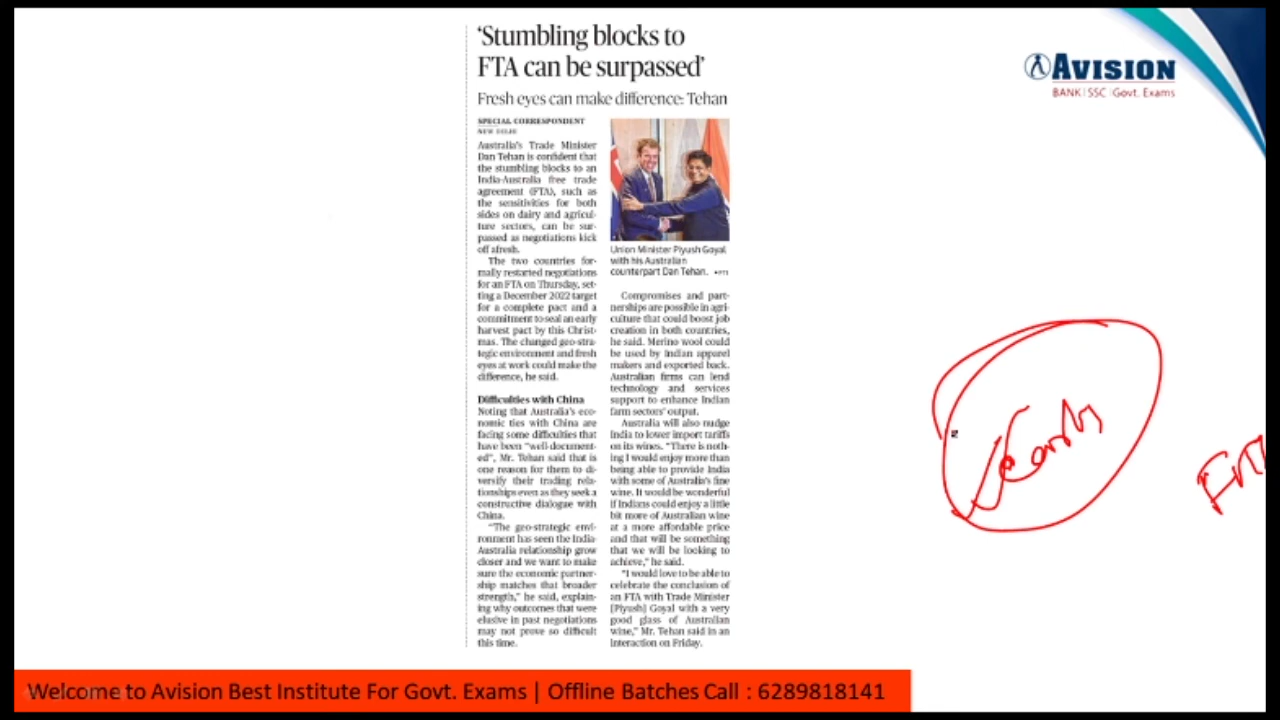 'Stumbling blocks to
FTA can be surpassed'
Fresh eyes can make difference: Tehan
SPECIAL CORRESPONDENT
NEW DELHI
Australia's Trade Minister
Dan Tehan is confident that
the stumbling blocks to an
India-Australia free trade
agreement (FTA), such as
the sensitivities for both
sides on dairy and agricul-
ture sectors, can be sur-
passed as negotiations kick
off afresh.
The two countries for-
mally restarted negotiations
for an FTA on Thursday, set-
ting a December 2022 target
for a complete pact and a
commitment to seal an early
harvest pact by this Christ-
mas. The changed geo-stra-
tegic environment and fresh
eyes at work could make the
difference, he said.
Difficulties with China
Noting that Australia's eco-
nomic ties with China are
facing some difficulties that
have been "well-document-
ed", Mr. Tehan said that is
one reason for them to di-
versify their trading rela-
tionships even as they seek a
constructive dialogue with
China.
"The geo-strategic envi-
ronment has seen the India-
Australia relationship grow
closer and we want to make
sure the economic partner-
ship matches that broader
strength," he said, explain-
ing why outcomes that were
elusive in past negotiations
may not prove so difficult
this time.
Union Minister Piyush Goyal
with his Australian
counterpart Dan Tehan. •PTI
Compromises and part-
nerships are possible in agri-
culture that could boost job
creation in both countries,
he said. Merino wool could
be used by Indian apparel
makers and exported back.
Australian firms can lend
technology and services
support to enhance Indian
farm sectors' output.
Australia will also nudge
India to lower import tariffs
on its wines. "There is noth-
ing I would enjoy more than
being able to provide India
with some of Australia's fine
wine. It would be wonderful
if Indians could enjoy a little
bit more of Australian wine
at a more affordable price
and that will be something
that we will be looking to
achieve," he said.
"I would love to be able to
celebrate the conclusion of
an FTA with Trade Minister
[Piyush] Goyal with a very
good glass of Australian
wine," Mr. Tehan said in an
interaction on Friday.
AVISION
BANK|SSC|Govt. Exams
Welcome to Avision Best Institute For Govt. Exams | Offline Batches Call : 6289818141